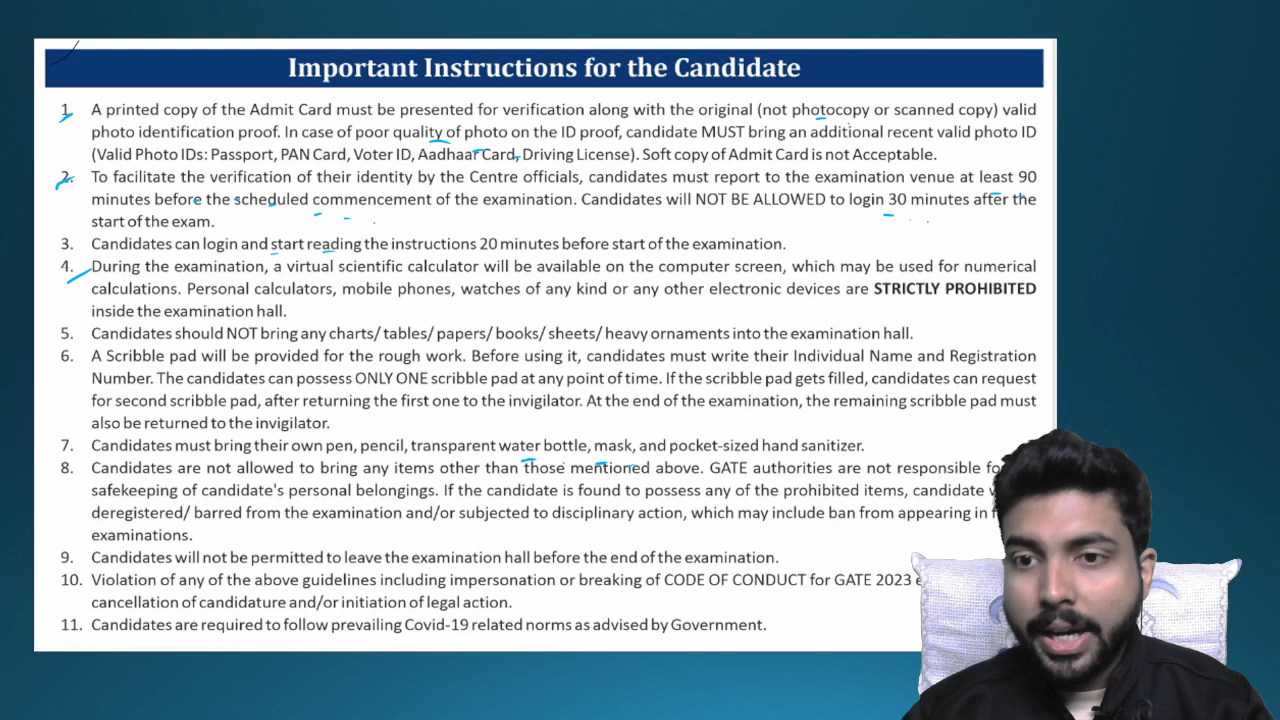 Important Instructions for the Candidate
1. A printed copy of the Admit Card must be presented for verification along with the original (not photocopy or scanned copy) valid
photo identification proof. In case of poor quality of photo on the ID proof, candidate MUST bring an additional recent valid photo ID
(Valid Photo IDs: Passport, PAN Card, Voter ID, Aadhaar Card, Driving License). Soft copy of Admit Card is not Acceptable.
2. To facilitate the verification of their identity by the Centre officials, candidates must report to the examination venue at least 90
minutes before the scheduled commencement of the examination. Candidates will NOT BE ALLOWED to login 30 minutes after the
start of the exam.
3. Candidates can login and start reading the instructions 20 minutes before start of the examination.
4. During the examination, a virtual scientific calculator will be available on the computer screen, which may be used for numerical
calculations. Personal calculators, mobile phones, watches of any kind or any other electronic devices are STRICTLY PROHIBITED
inside the examination hall.
5. Candidates should NOT bring any charts/ tables/ papers/ books/ sheets/ heavy ornaments into the examination hall.
6. A Scribble pad will be provided for the rough work. Before using it, candidates must write their Individual Name and Registration
Number. The candidates can possess ONLY ONE scribble pad at any point of time. If the scribble pad gets filled, candidates can request
for second scribble pad, after returning the first one to the invigilator. At the end of the examination, the remaining scribble pad must
also be returned to the invigilator.
7. Candidates must bring their own pen, pencil, transparent water bottle, mask, and pocket-sized hand sanitizer.
8. Candidates are not allowed to bring any items other than those mentioned above. GATE authorities are not responsible
safekeeping of candidate's personal belongings. If the candidate is found to possess any of the prohibited items, candidate
deregistered/ barred from the examination and/or subjected to disciplinary action, which may include ban from appearing in
examinations.
9. Candidates will not be permitted to leave the examination hall before the end of the examination.
10. Violation of any of the above guidelines including impersonation or breaking of CODE OF CONDUCT for GATE 2023
cancellation of candidature and/or initiation of legal action.
11. Candidates are required to follow prevailing Covid-19 related norms as advised by Government.